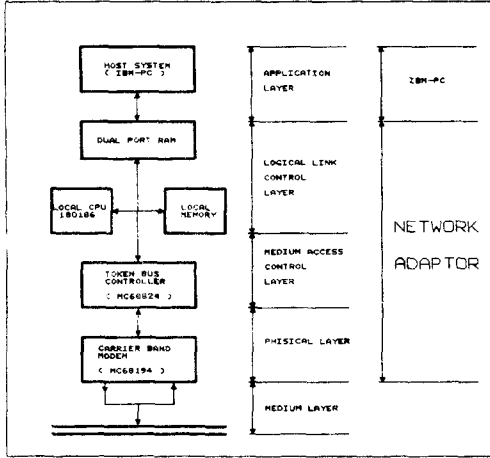 HOST SYSTEM
( IBM-PC )
DUAL PORT RAM
LOCAL CPU
180186
LOCAL
MEMORY
TOKEN BUS
CONTROLLER
( MC68824 )
CARRIER BAND
MODEM
( MC68194 )
APPLICATION
LAYER
LOGICAL LINK
CONTROL
LAYER
MEDIUM ACCESS
CONTROL
LAYER
PHISICAL LAYER
MEDIUM LAYER
IBM-PC
NETWORK
ADAPTOR